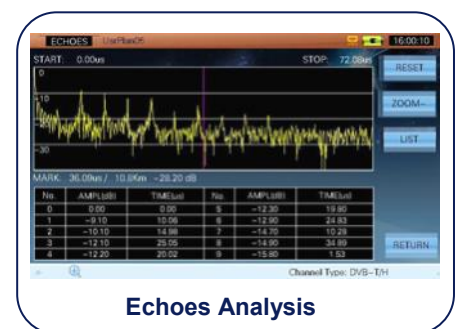 ECHOES UsrPlan05 16:00:10
START: 0.00us STOP: 72.08us
RESET
0
-10
ZOOM-
-20
LIST
-30
MARK: 36.09us / 10.8Km -28.20 dB
No. AMPL(dB) TIME(us) No. AMPL(dB) TIME(us)
0 0.00 0.00 5 -12.30 19.80
1 -9.10 10.06 6 -12.90 24.83
2 -10.10 14.98 7 -14.70 10.29
3 -12.10 25.05 8 -14.90 34.89
4 -12.20 20.02 9 -15.80 1.53
RETURN
Channel Type: DVB-T/H
Echoes Analysis